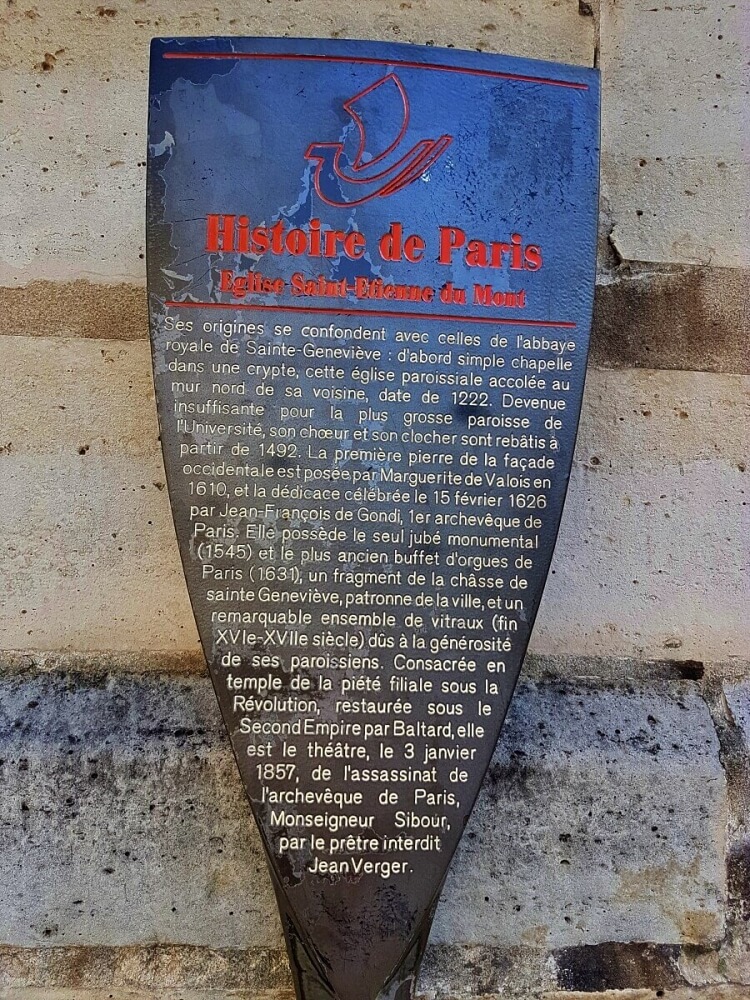 Histoire de Paris
Eglise Saint-Etienne du Mont
Ses origines se confondent avec celles de l'abbaye
royale de Sainte-Geneviève : d'abord simple chapelle
dans une crypte, cette église paroissiale accolée au
mur nord de sa voisine, date de 1222. Devenue
insuffisante pour la plus grosse paroisse de
l'Université, son chœur et son clocher sont rebâtis à
partir de 1492. La première pierre de la façade
occidentale est posée par Marguerite de Valois en
1610, et la dédicace célébrée le 15 février 1626
par Jean-François de Gondi, 1er archevêque de
Paris. Elle possède le seul jubé monumental
(1545) et le plus ancien buffet d'orgues de
Paris (1631), un fragment de la châsse de
sainte Geneviève, patronne de la ville, et un
remarquable ensemble de vitraux (fin
XVIe-XVIIe siècle) dûs à la générosité
de ses paroissiens. Consacrée en
temple de la piété filiale sous la
Révolution, restaurée sous le
Second Empire par Baltard, elle
est le théâtre, le 3 janvier
1857, de l'assassinat de
l'archevêque de Paris,
Monseigneur Sibour,
par le prêtre interdit
Jean Verger.